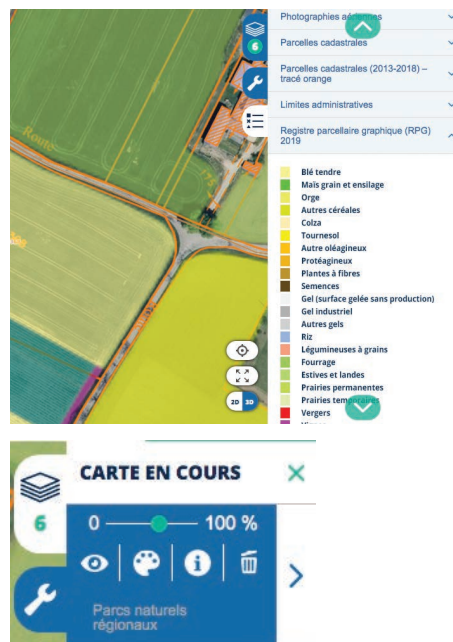 Photographies aériennes
6
Parcelles cadastrales
Parcelles cadastrales (2013-2018) –
tracé orange
Limites administratives
Registre parcellaire graphique (RPG)
2019
Route
Blé tendre
Maïs grain et ensilage
Orge
Autres céréales
Colza
Tournesol
Autre oléagineux
Protéagineux
Plantes à fibres
Semences
Gel (surface gelée sans production)
Gel industriel
Autres gels
Riz
Légumineuses à grains
Fourrage
Estives et landes
Prairies permanentes
Prairies temporaires
Vergers
2D 3D
CARTE EN COURS
6
0 100 %
Parcs naturels
régionaux